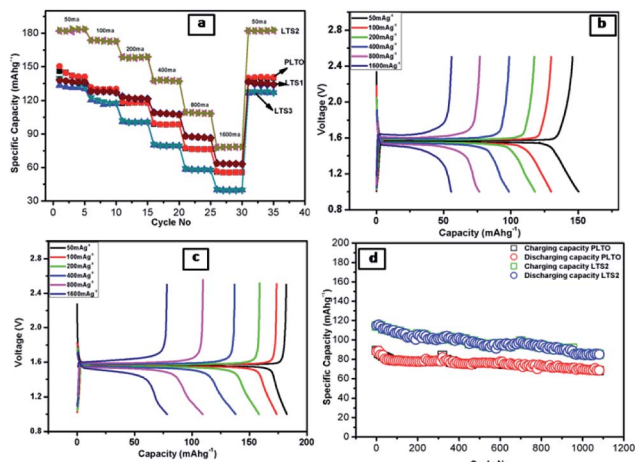 a
180
150
120
90
60
30
0 5 10 15 20 25 30 35 40
Specific Capacity (mAhg⁻¹)
Cycle No
50ma
100ma
200ma
400ma
800ma
1600ma
50ma
LTS2
PLTO
LTS1
LTS3
b
50mAg⁻¹
100mAg⁻¹
200mAg⁻¹
400mAg⁻¹
800mAg⁻¹
1600mAg⁻¹
2.8
2.4
2.0
1.6
1.2
0.8
0 50 100 150
Voltage (V)
Capacity (mAhg⁻¹)
c
50mAg⁻¹
100mAg⁻¹
200mAg⁻¹
400mAg⁻¹
800mAg⁻¹
1600mAg⁻¹
2.8
2.4
2.0
1.6
1.2
0.8
0 50 100 150 200
Voltage (V)
Capacity (mAhg⁻¹)
d
Charging capacity PLTO
Discharging capacity PLTO
Charging capacity LTS2
Discharging capacity LTS2
200
180
160
140
120
100
80
60
40
20
0
0 200 400 600 800 1000 1200
Specific Capacity (mAhg⁻¹)